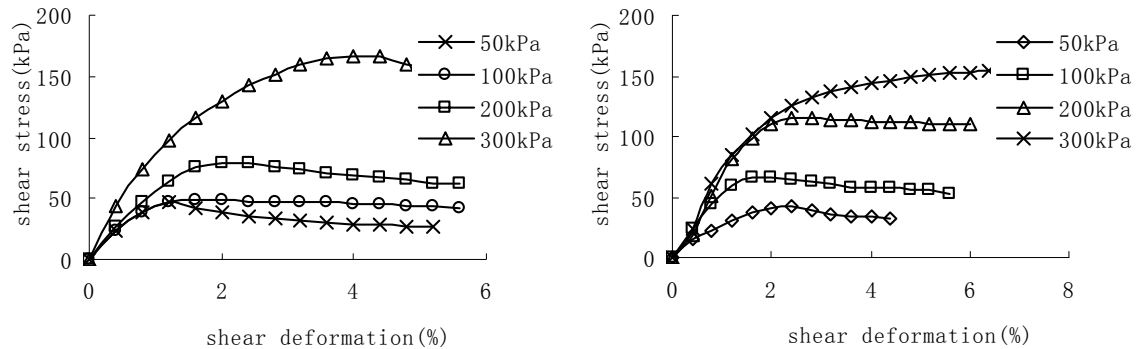 shear stress(kPa)
200
150
100
50
0
0 2 4 6
shear deformation(%)
50kPa
100kPa
200kPa
300kPa
shear stress(kPa)
200
150
100
50
0
0 2 4 6 8
shear deformation(%)
50kPa
100kPa
200kPa
300kPa